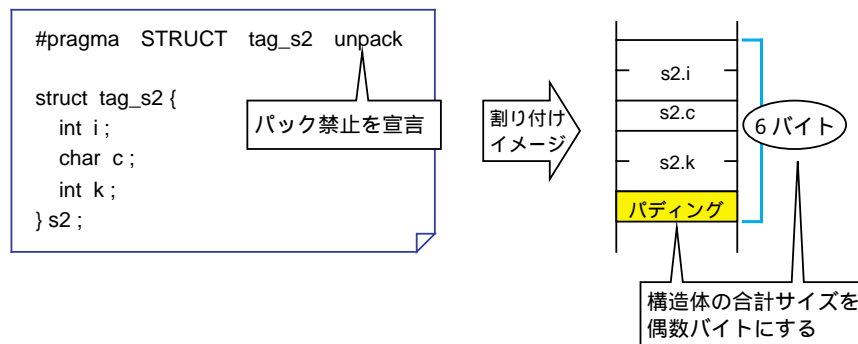 #pragma STRUCT tag_s2 unpack
struct tag_s2 {
int i ;
char c ;
int k ;
} s2 ;
パック禁止を宣言
割り付け
イメージ
s2.i
s2.c
s2.k
パディング
6 バイト
構造体の合計サイズを
偶数バイトにする